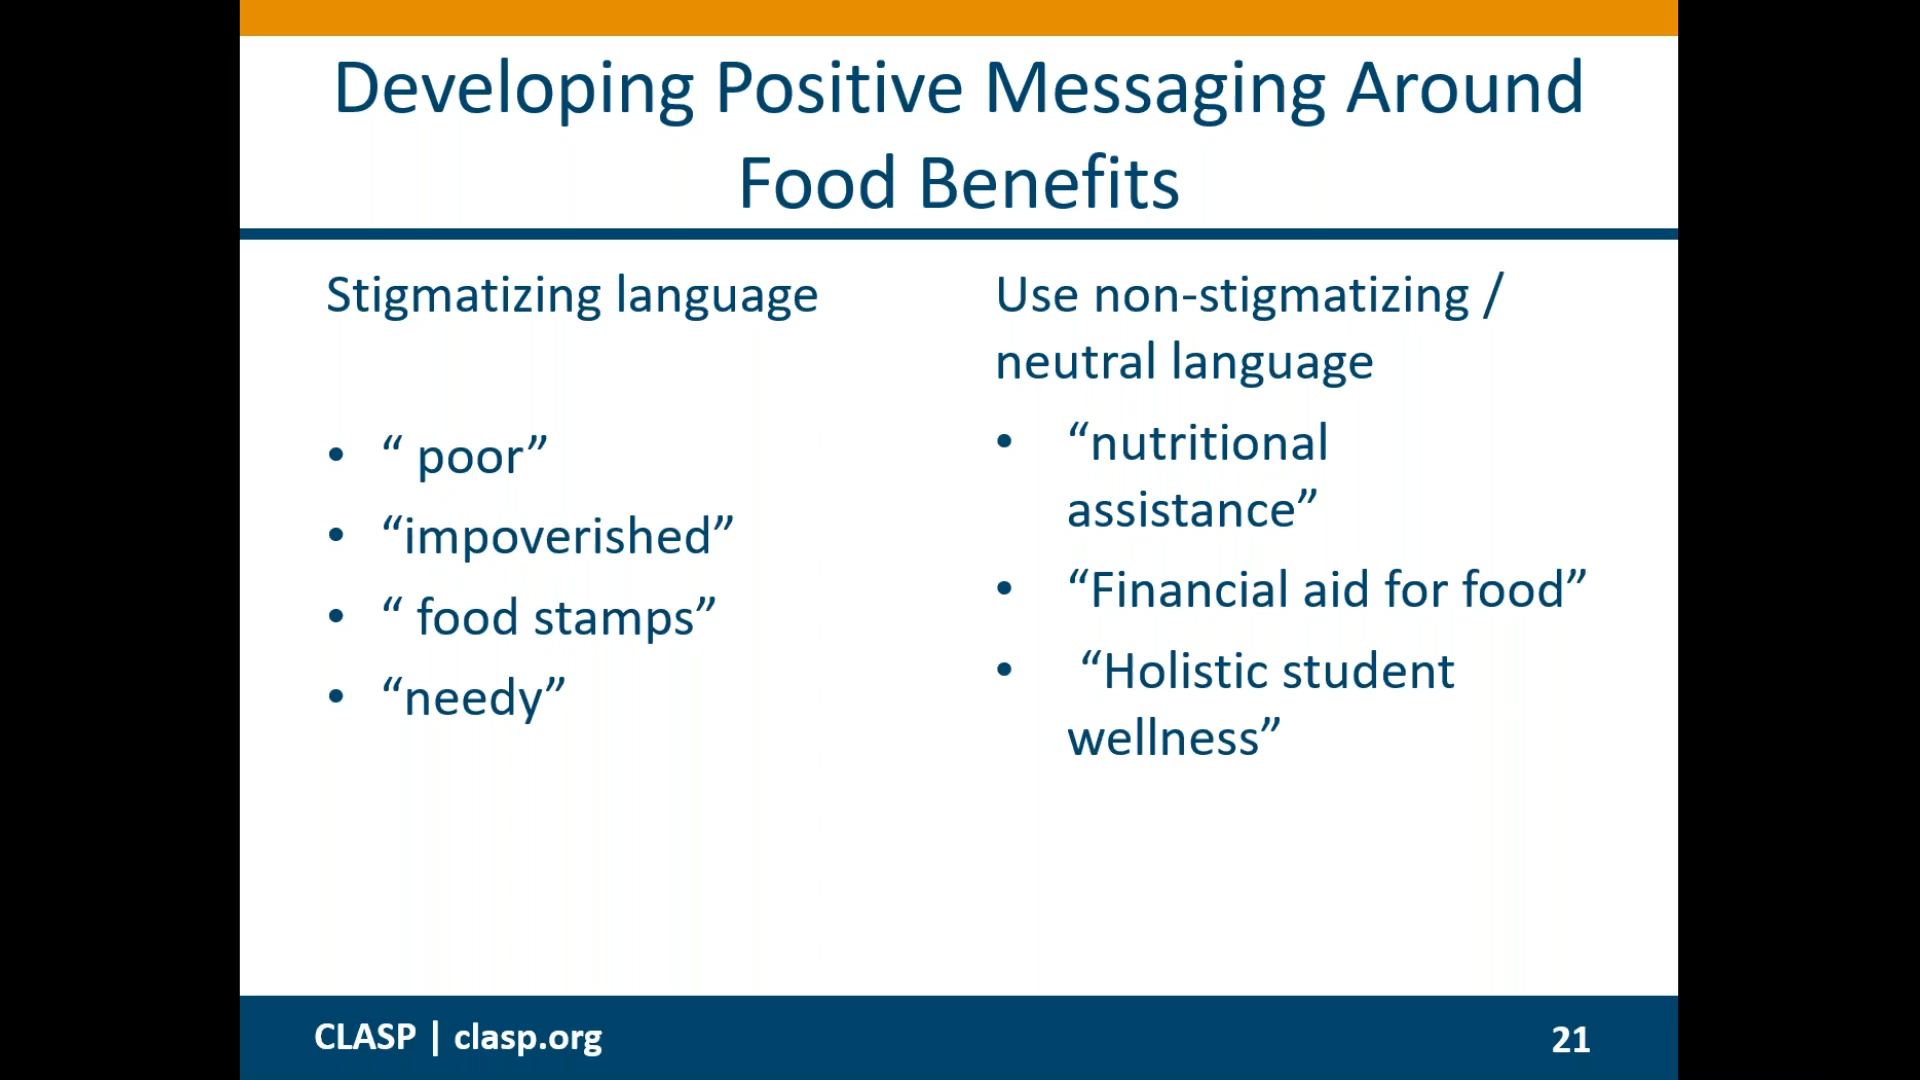 Developing Positive Messaging Around
Food Benefits
Stigmatizing language
• “ poor”
• “impoverished”
• “ food stamps”
• “needy”
Use non-stigmatizing /
neutral language
• “nutritional
assistance”
• “Financial aid for food”
• “Holistic student
wellness”
CLASP | clasp.org
21